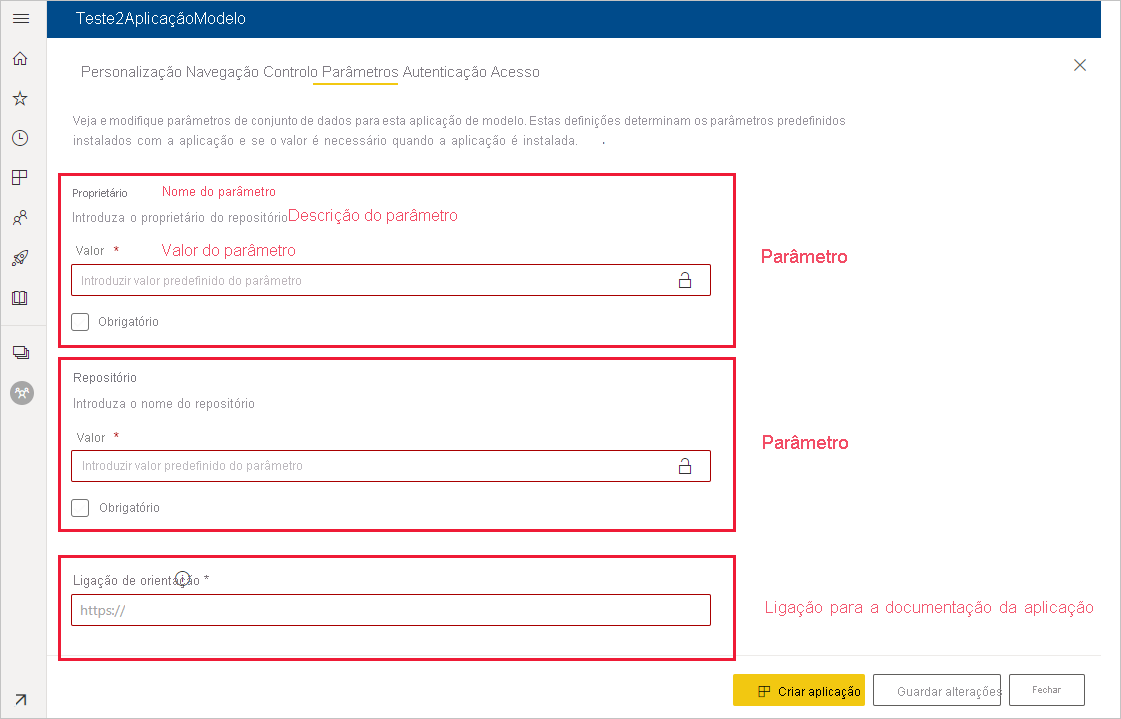 Teste2AplicaçãoModelo
Personalização Navegação Controlo Parâmetros Autenticação Acesso
Veja e modifique parâmetros de conjunto de dados para esta aplicação de modelo. Estas definições determinam os parâmetros predefinidos
instalados com a aplicação e se o valor é necessário quando a aplicação é instalada.
Proprietário Nome do parâmetro
Introduza o proprietário do repositório Descrição do parâmetro
Valor * Valor do parâmetro
Parâmetro
Introduzir valor predefinido do parâmetro
Obrigatório
Repositório
Introduza o nome do repositório
Valor *
Parâmetro
Introduzir valor predefinido do parâmetro
Obrigatório
Ligação de orientação *
https://
Ligação para a documentação da aplicação
Criar aplicação Guardar alterações Fechar